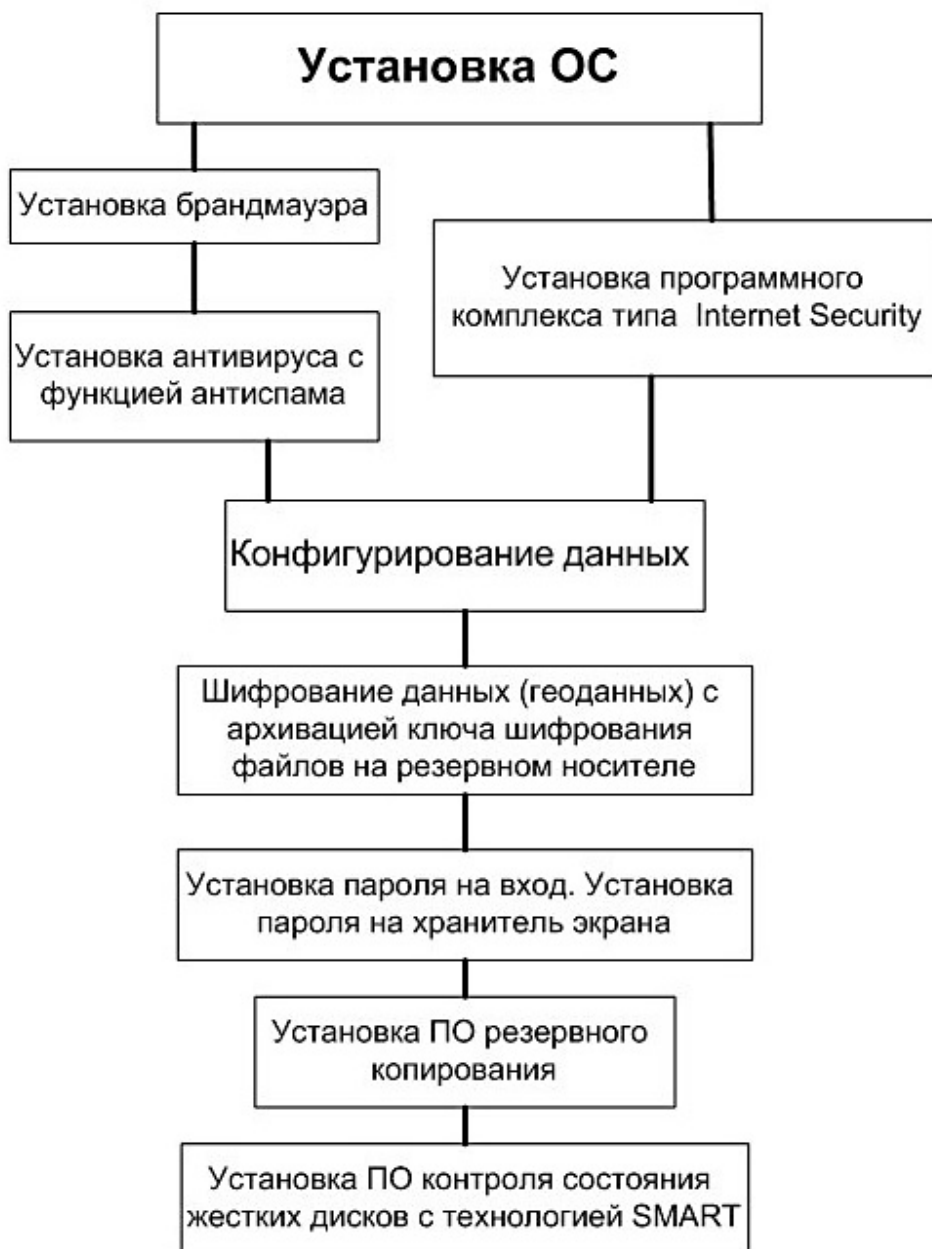 Установка ОС
Установка брандмауэра
Установка программного
комплекса типа Internet Security
Установка антивируса с
функцией антиспама
Конфигурирование данных
Шифрование данных (геоданных) с
архивацией ключа шифрования
файлов на резервном носителе
Установка пароля на вход. Установка
пароля на хранитель экрана
Установка ПО резервного
копирования
Установка ПО контроля состояния
жестких дисков с технологией SMART